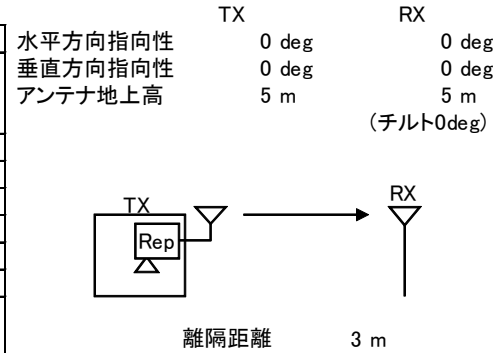 TX RX
水平方向指向性 0 deg 0 deg
垂直方向指向性 0 deg 0 deg
アンテナ地上高 5 m 5 m
(チルト0deg)
TX RX
Rep
離隔距離 3 m